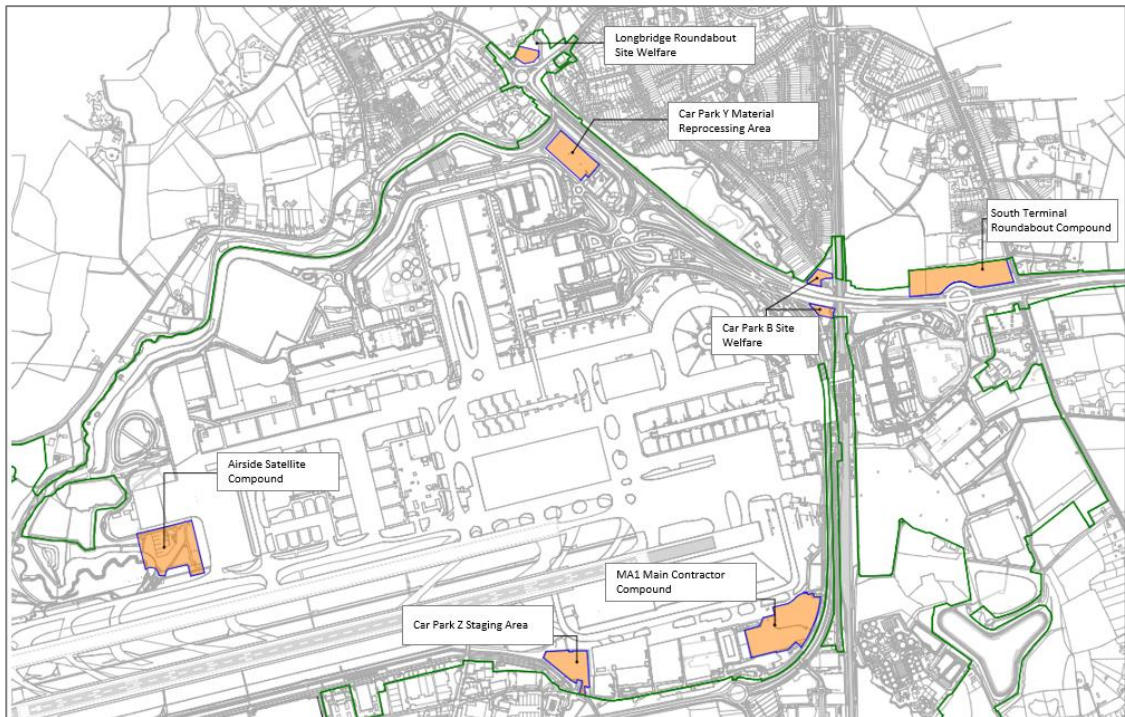 Longbridge Roundabout
Site Welfare
Car Park Y Material
Reprocessing Area
South Terminal
Roundabout Compound
Car Park B Site
Welfare
Airside Satellite
Compound
MA1 Main Contractor
Compound
Car Park Z Staging Area